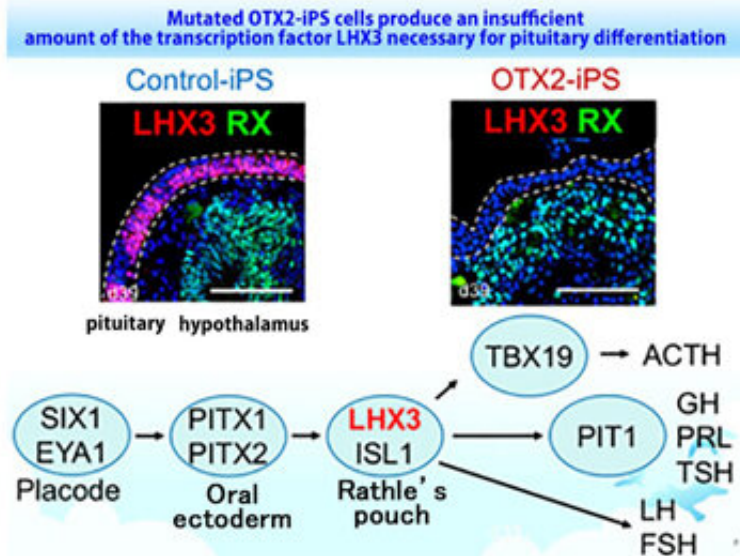 Mutated OTX2-iPS cells produce an insufficient
amount of the transcription factor LHX3 necessary for pituitary differentiation
Control-iPS
OTX2-iPS
LHX3 RX
LHX3 RX
d39
d39
pituitary hypothalamus
TBX19
ACTH
SIX1
EYA1
Placode
PITX1
PITX2
Oral
ectoderm
LHX3
ISL1
Rathle's
pouch
PIT1
GH
PRL
TSH
LH
FSH